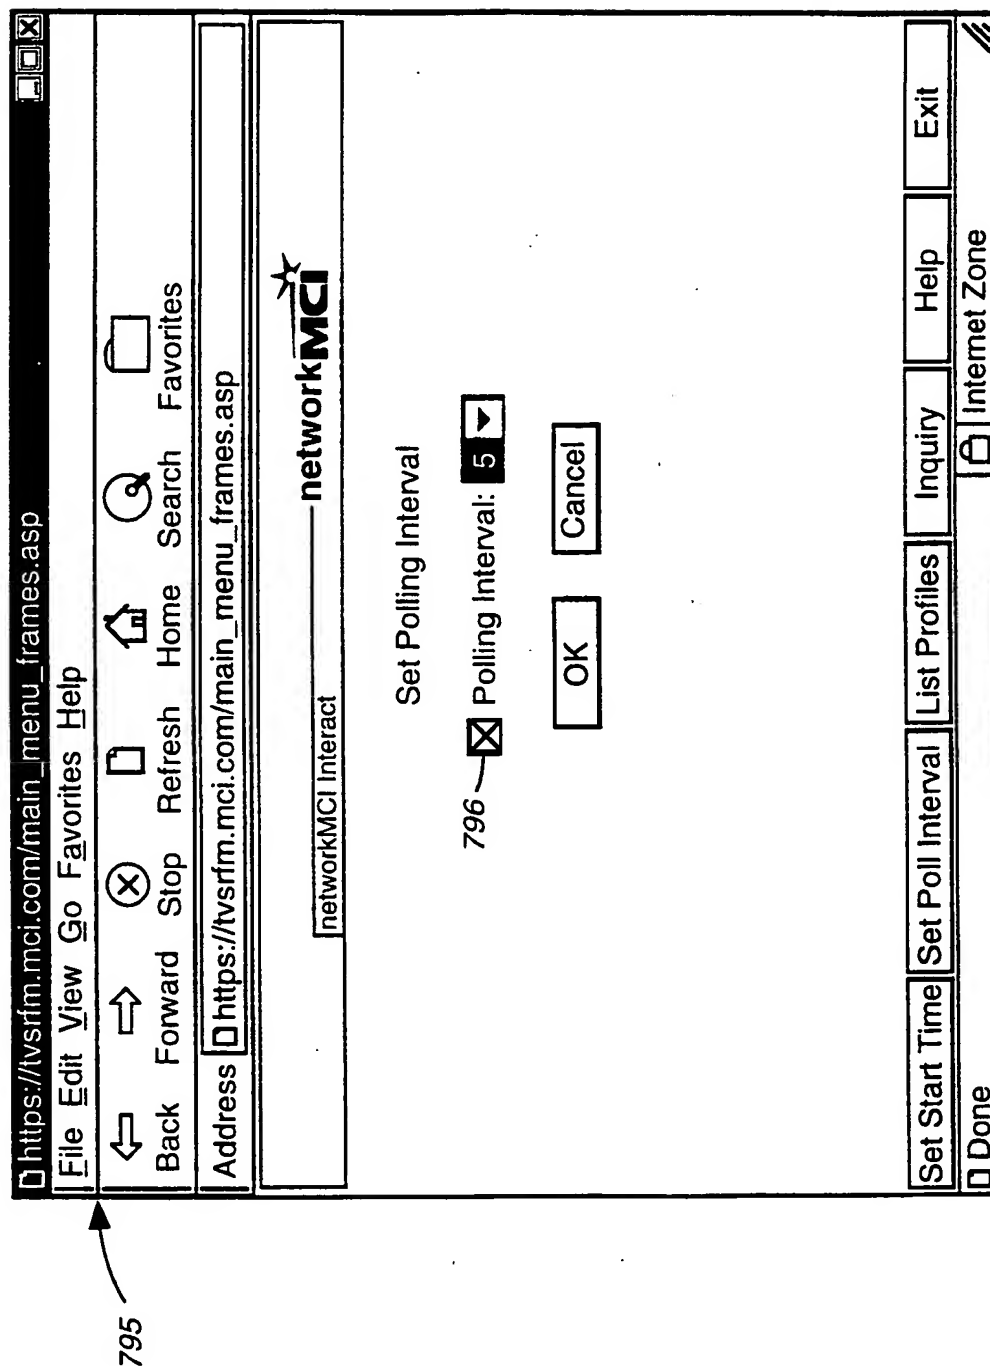 https://tvsrfm.mci.com/main_menu_frames.asp
File Edit View Go Favorites Help
Back Forward Stop Refresh Home Search Favorites
Address https://tvsrfm.mci.com/main_menu_frames.asp
networkMCI
networkMCI Interact
Set Polling Interval
Polling Interval: 5
OK Cancel
Set Start Time Set Poll Interval List Profiles Inquiry Help Exit
Done Internet Zone
795
796